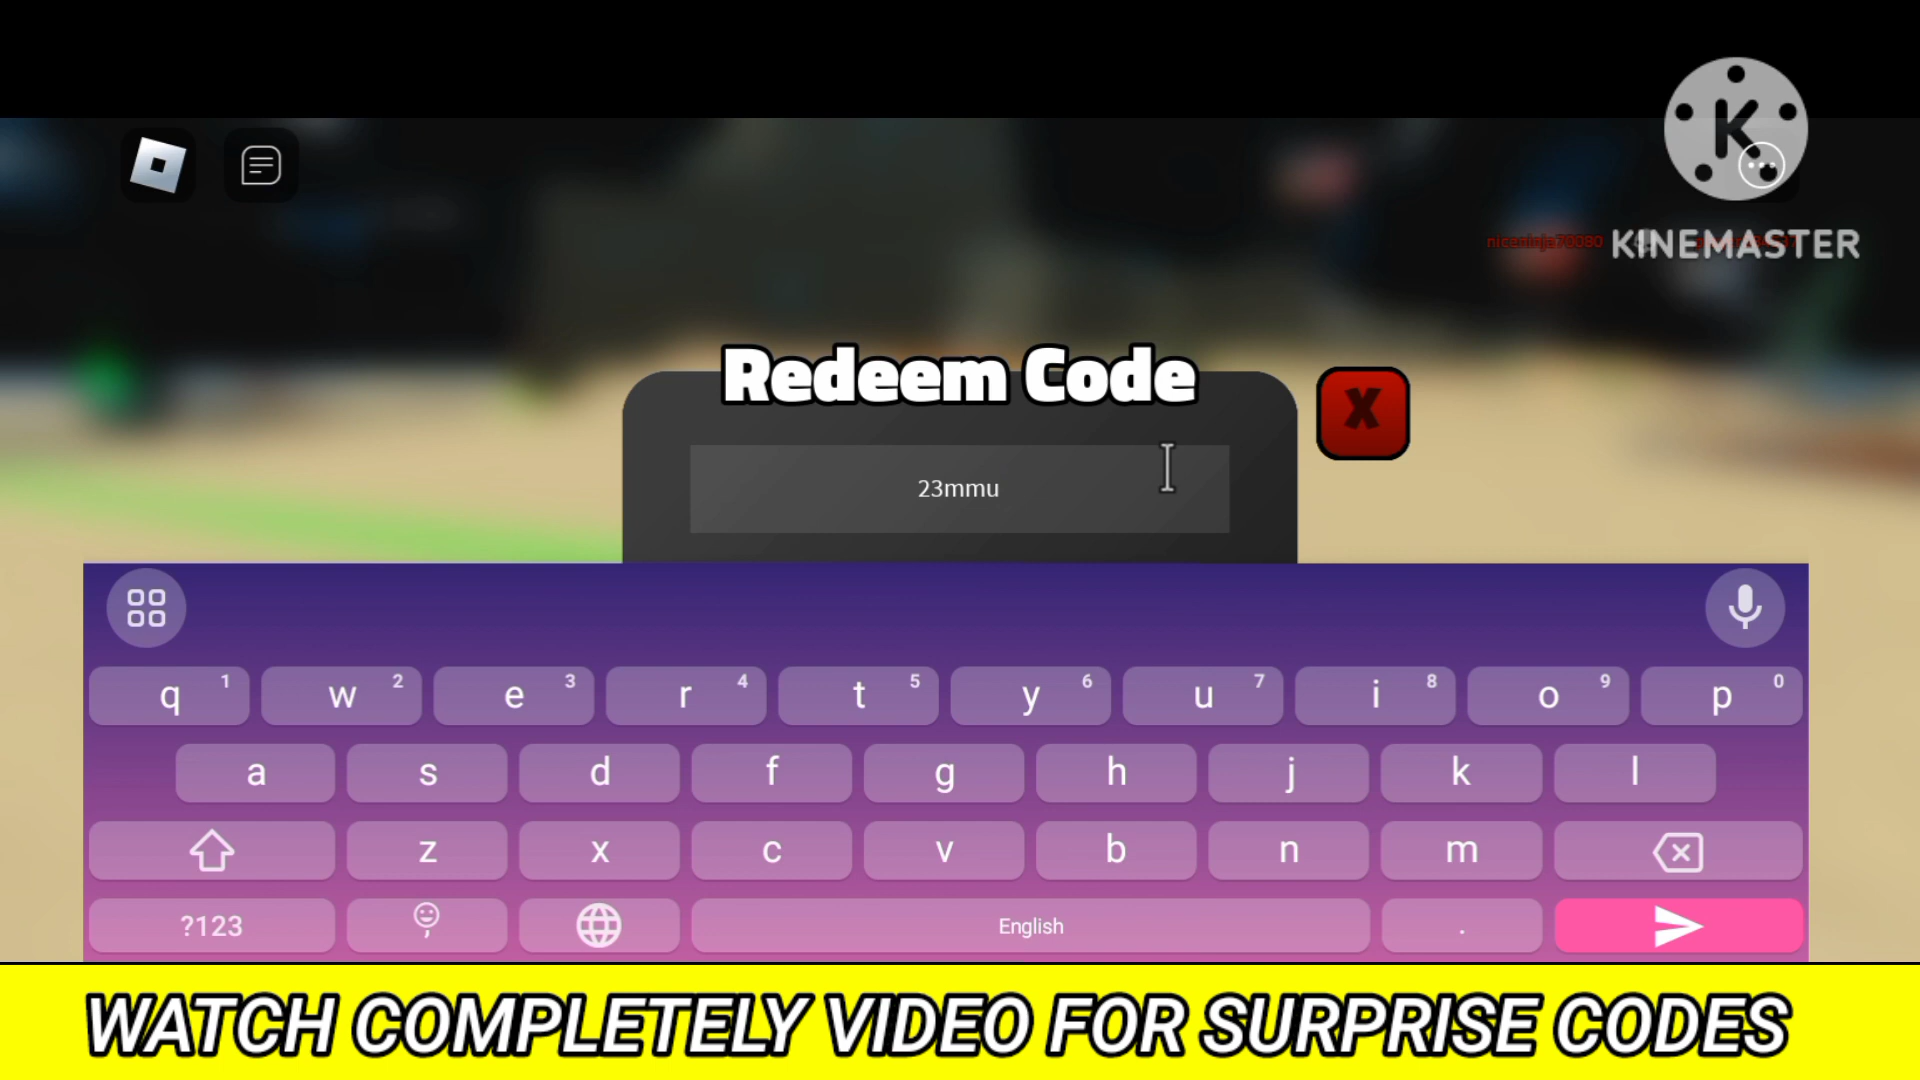 K
niceninja70080
KINEMASTER
Redeem Code
X
23mmu
q 1 w 2 e 3 r 4 t 5 y 6 u 7 i 8 o 9 p 0
a s d f g h j k l
z x c v b n m
?123 , English .
WATCH COMPLETELY VIDEO FOR SURPRISE CODES